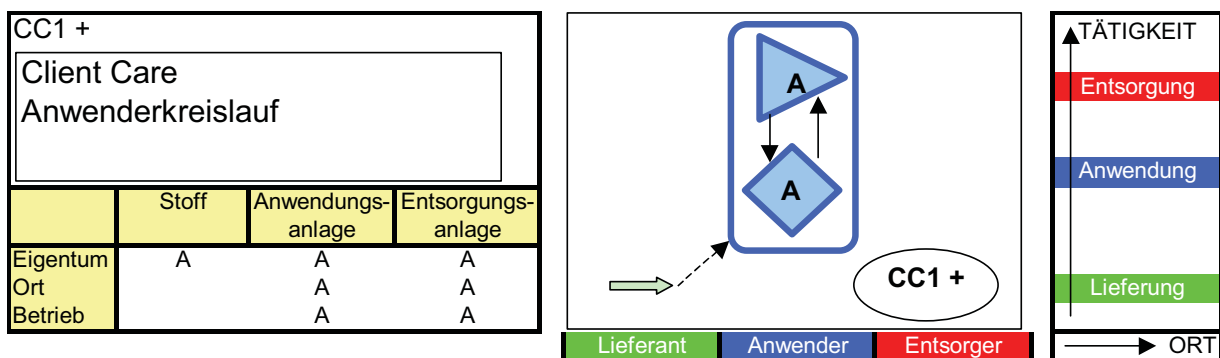 CC1 +
Client Care
Anwenderkreislauf
Stoff Anwendungs- Entsorgungs-
anlage anlage
Eigentum A A A
Ort A A
Betrieb A A
A
A
CC1 +
Lieferant Anwender Entsorger
TÄTIGKEIT
Entsorgung
Anwendung
Lieferung
ORT